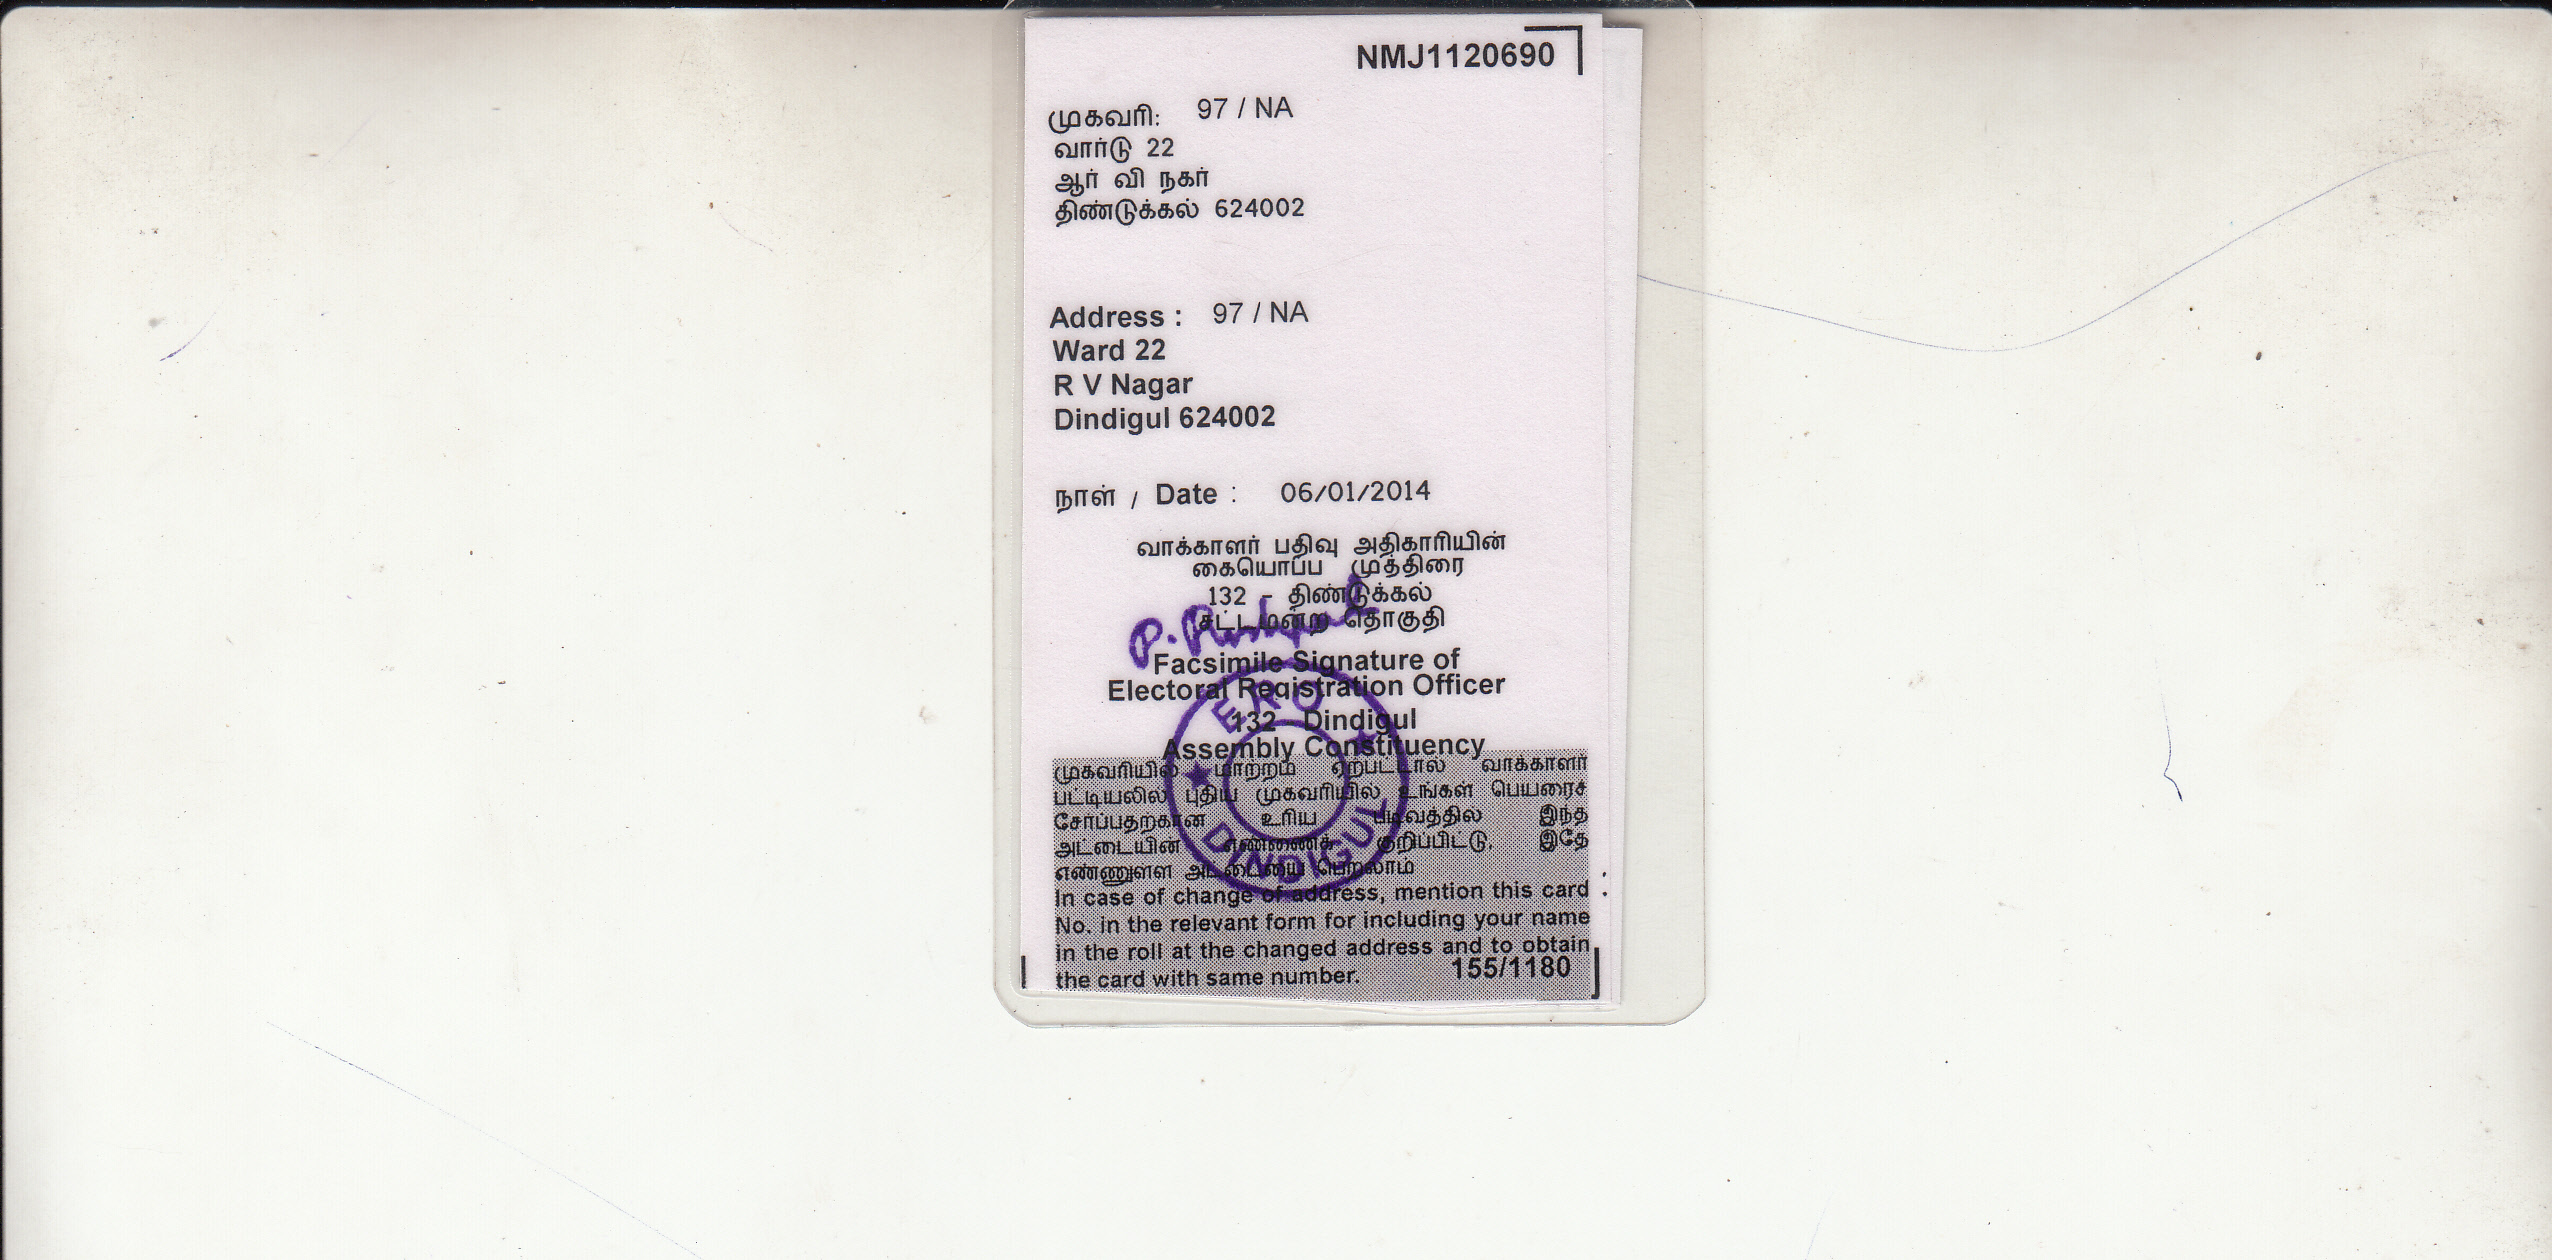 NMJ1120690
முகவரி: 97 / NA
வார்டு 22
ஆர் வி நகர்
திண்டுக்கல் 624002
Address : 97 / NA
Ward 22
R V Nagar
Dindigul 624002
நாள் / Date : 06/01/2014
வாக்காளர் பதிவு அதிகாரியின்
கையொப்ப முத்திரை
132 - திண்டுக்கல்
சட்டமன்ற தொகுதி
Facsimile Signature of
Electoral Registration Officer
E R O
132 Dindigul
Assembly Constituency
முகவரியில் மாற்றம் ஏற்பட்டால் வாக்காளர்
பட்டியலில் புதிய முகவரியில் உங்கள் பெயரைச்
சேர்ப்பதற்கான உரிய படிவத்தில் இந்த
அட்டையின் எண்ணைக் குறிப்பிட்டு, இதே
எண்ணுள்ள அட்டையை பெறலாம்
DINDIGUL
In case of change of address, mention this card
No. in the relevant form for including your name
in the roll at the changed address and to obtain
the card with same number. 155/1180